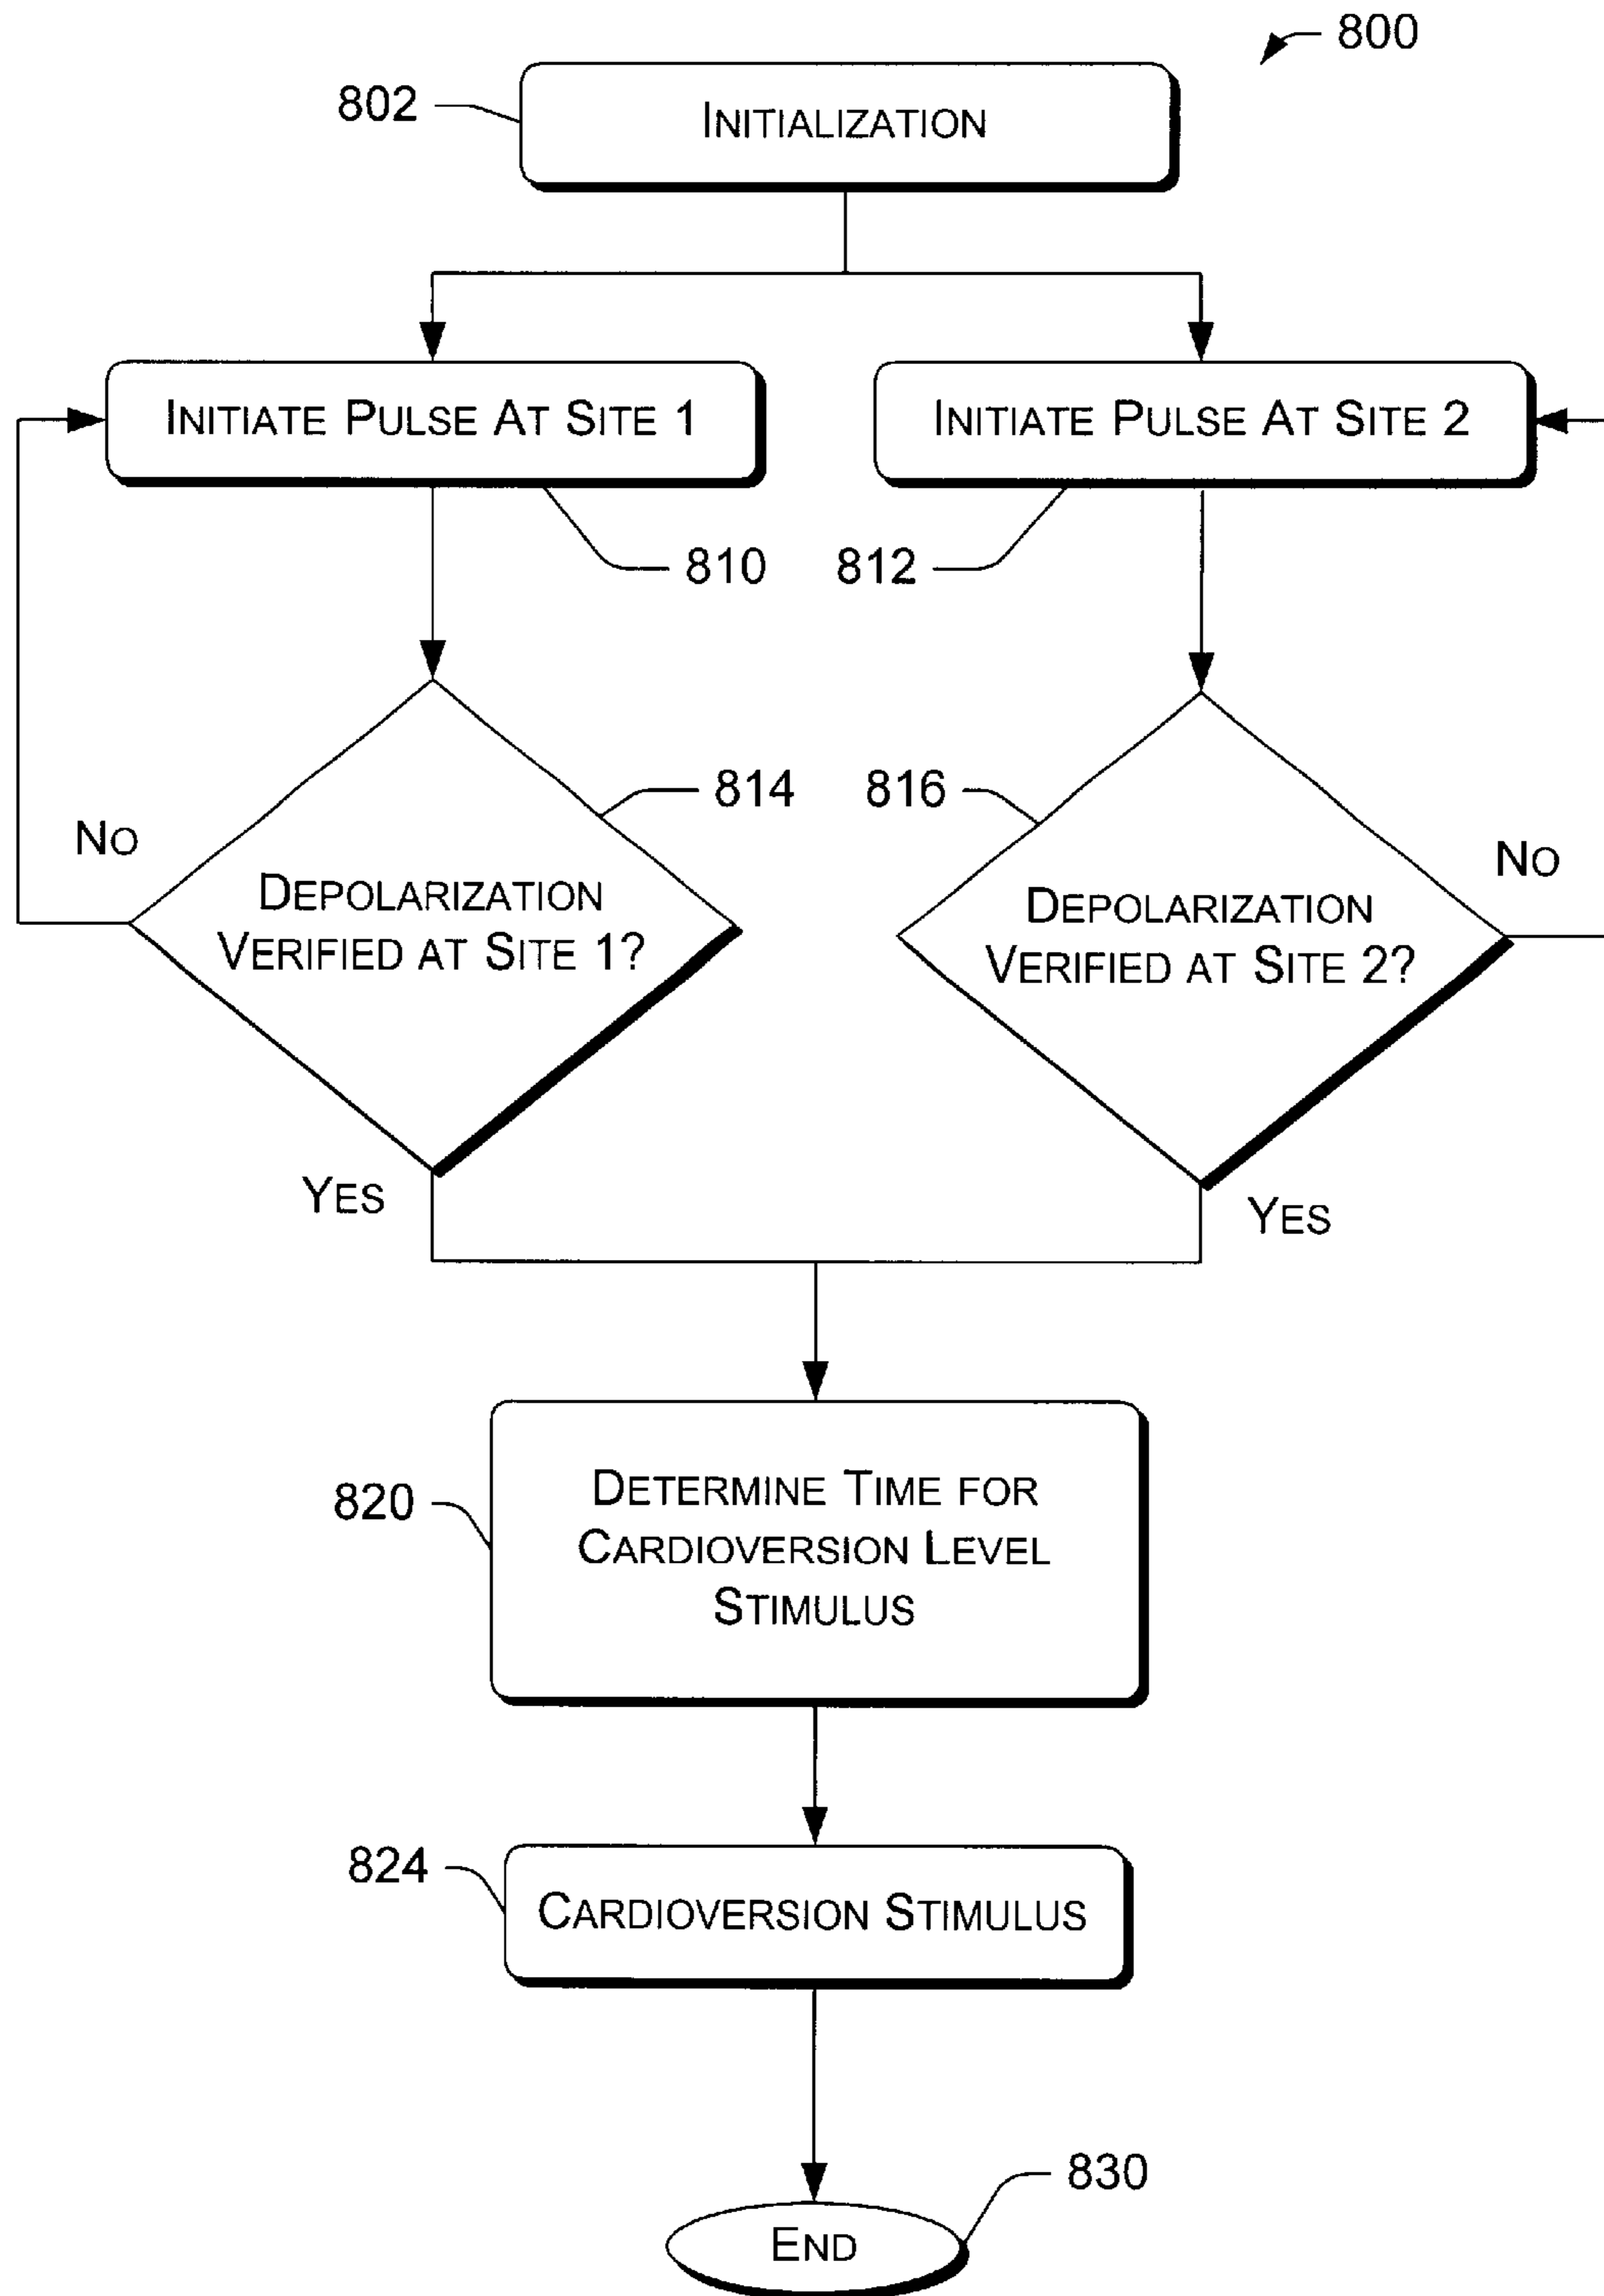 800
802
INITIALIZATION
INITIATE PULSE AT SITE 1
INITIATE PULSE AT SITE 2
810
812
814
816
NO
NO
DEPOLARIZATION
VERIFIED AT SITE 1?
DEPOLARIZATION
VERIFIED AT SITE 2?
YES
YES
820
DETERMINE TIME FOR
CARDIOVERSION LEVEL
STIMULUS
824
CARDIOVERSION STIMULUS
830
END